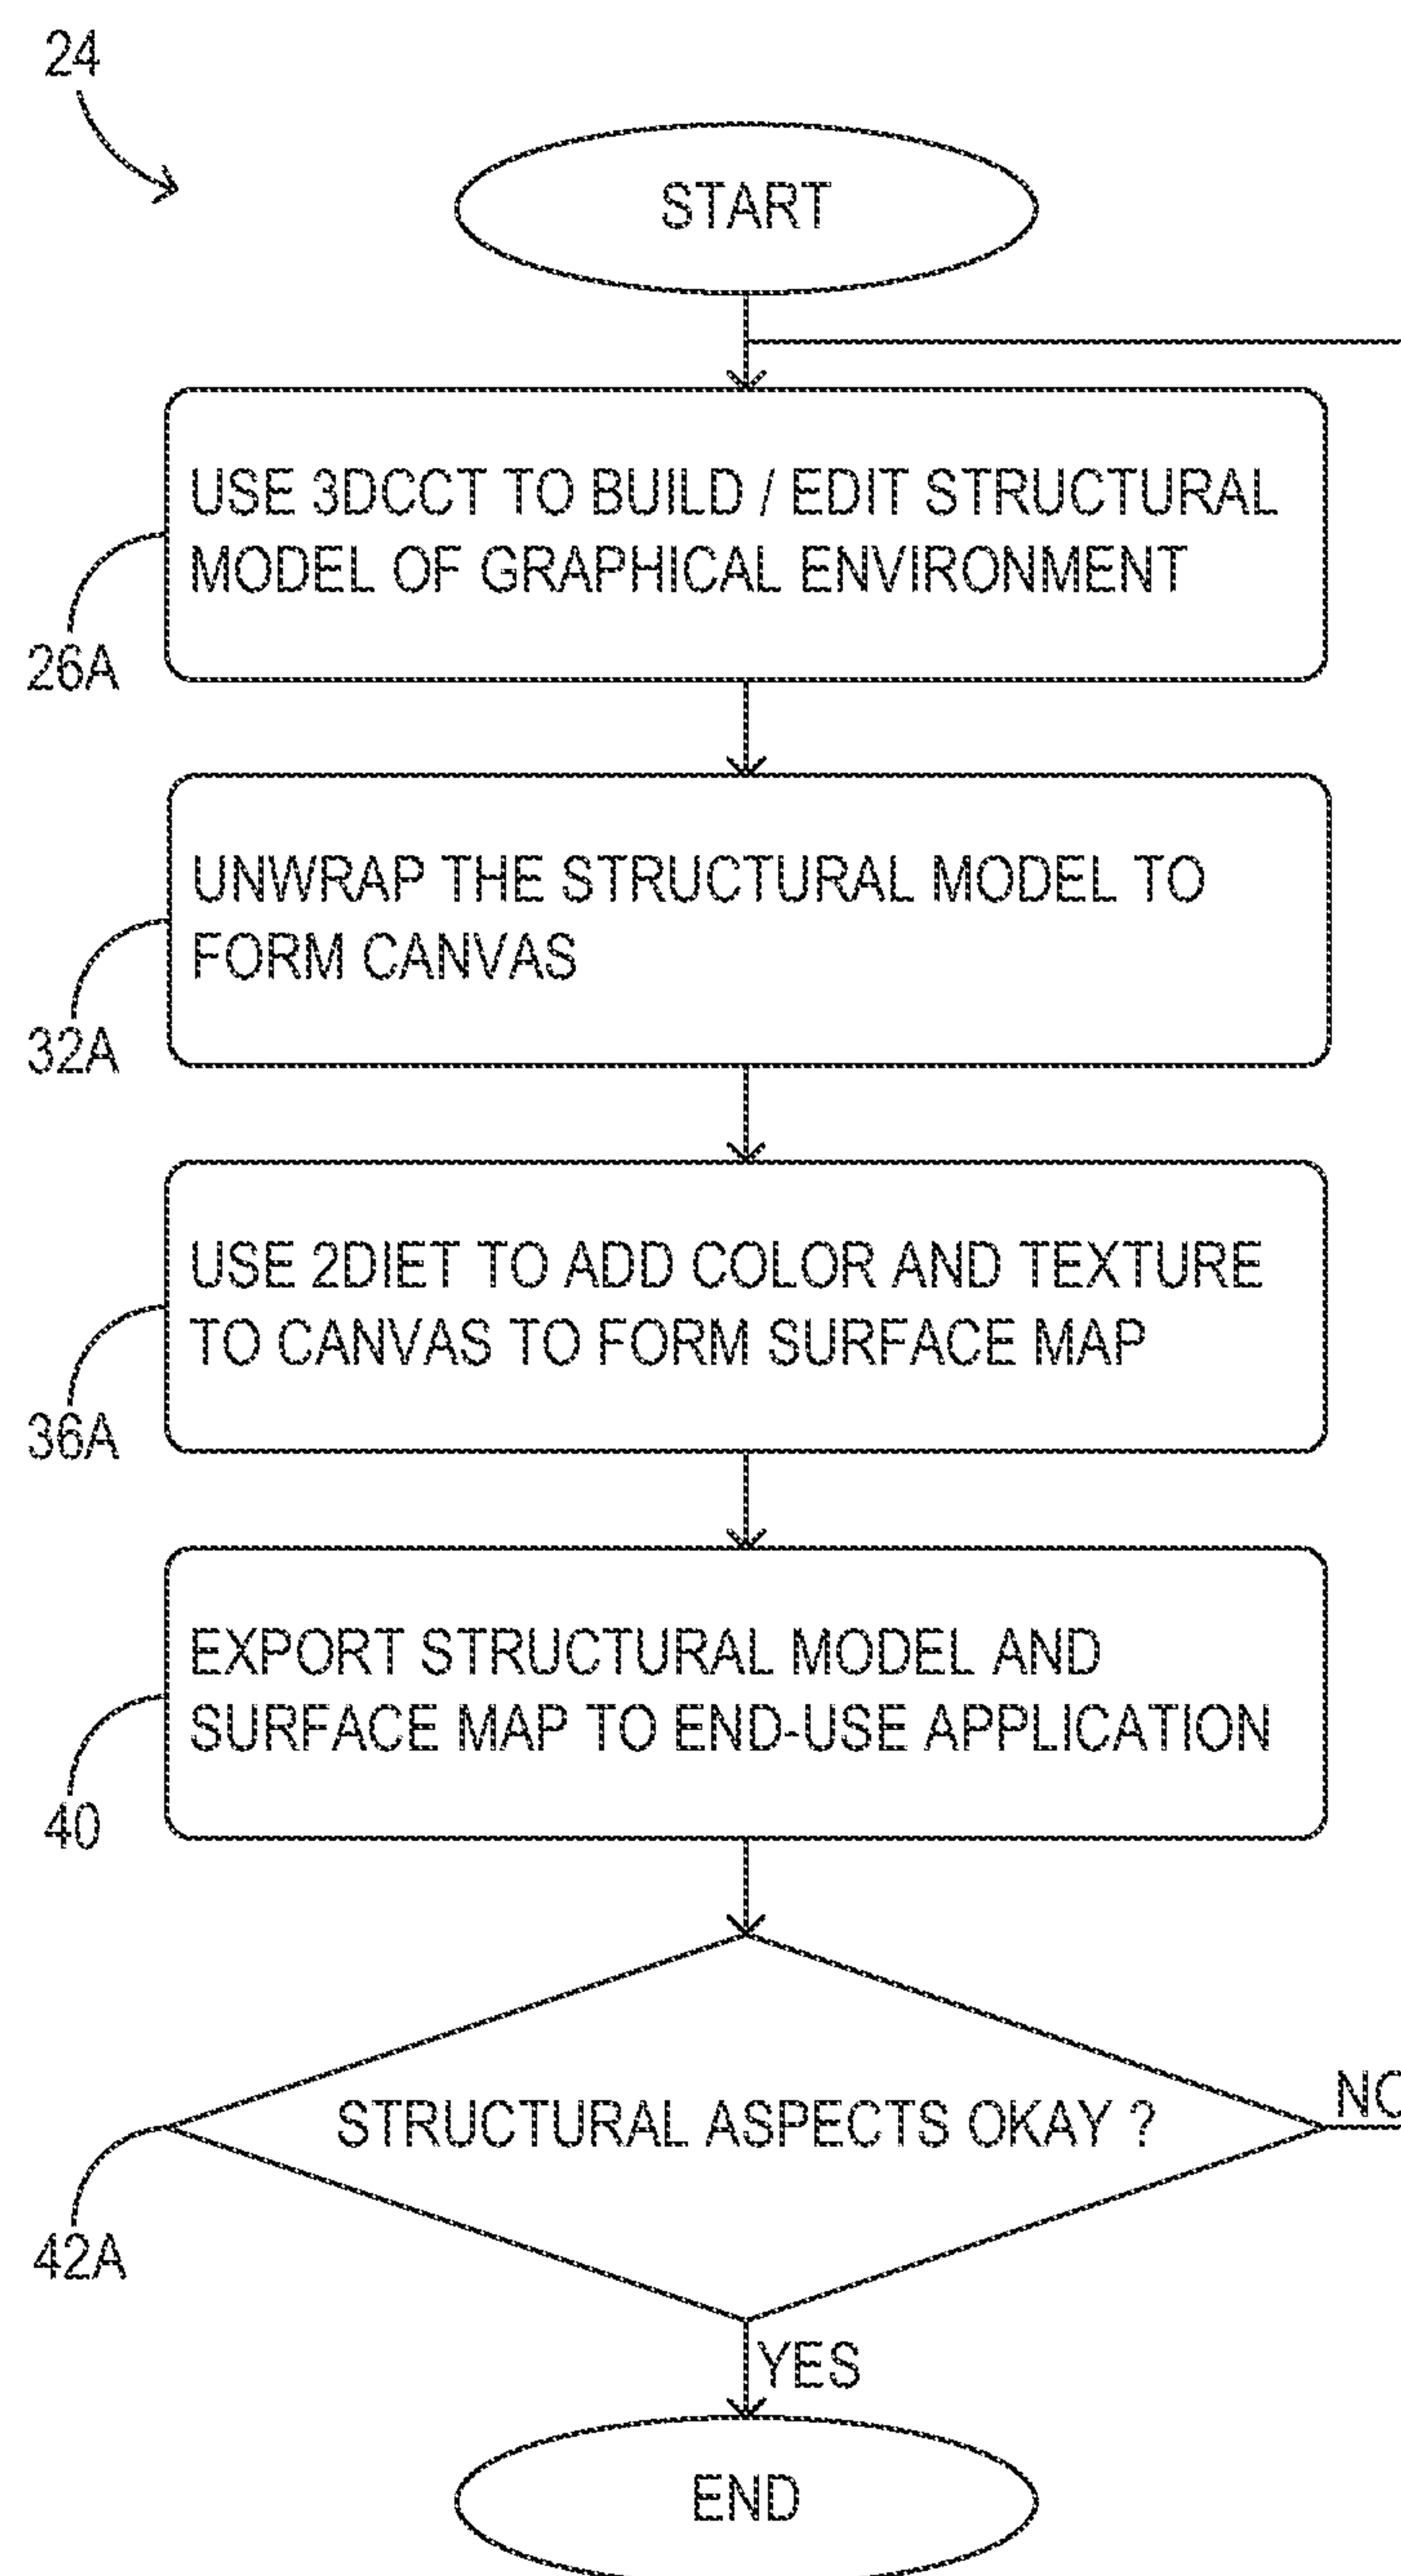 24
START
USE 3DCCT TO BUILD / EDIT STRUCTURAL
MODEL OF GRAPHICAL ENVIRONMENT
26A
UNWRAP THE STRUCTURAL MODEL TO
FORM CANVAS
32A
USE 2DIET TO ADD COLOR AND TEXTURE
TO CANVAS TO FORM SURFACE MAP
36A
EXPORT STRUCTURAL MODEL AND
SURFACE MAP TO END-USE APPLICATION
40
NO
STRUCTURAL ASPECTS OKAY ?
42A
YES
END